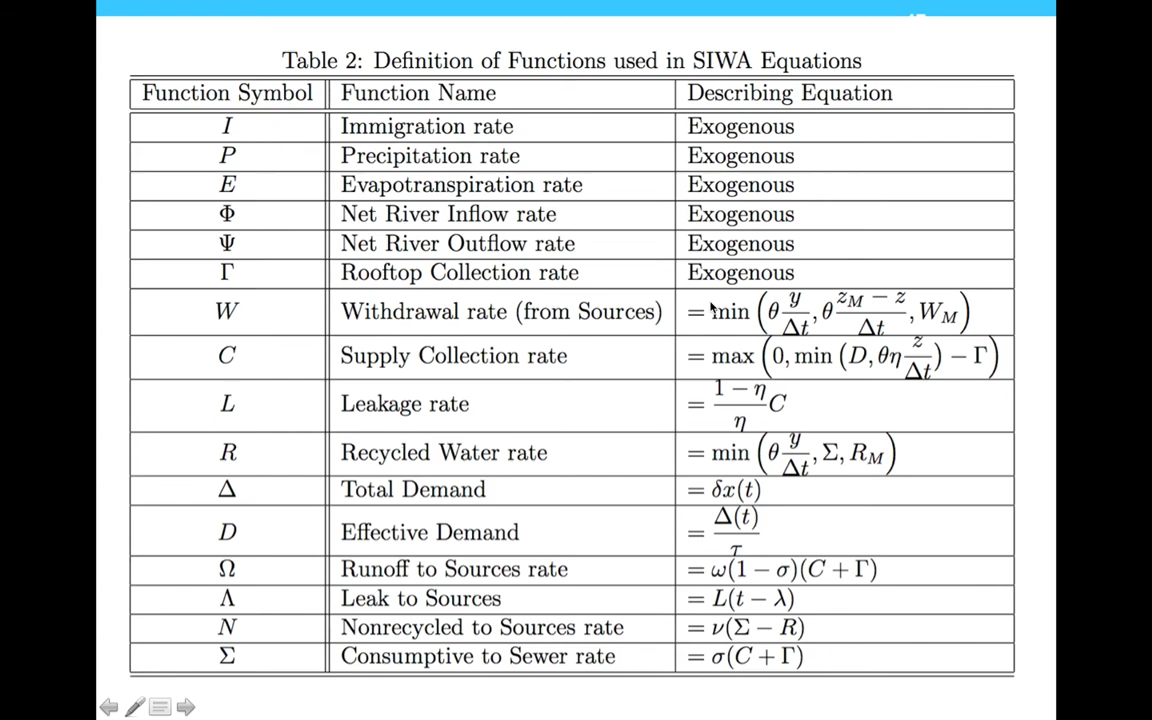 Table 2: Definition of Functions used in SIWA Equations
Function Symbol Function Name Describing Equation
I Immigration rate Exogenous
P Precipitation rate Exogenous
E Evapotranspiration rate Exogenous
Φ Net River Inflow rate Exogenous
Ψ Net River Outflow rate Exogenous
Γ Rooftop Collection rate Exogenous
W Withdrawal rate (from Sources) = min (θ y/Δt, θ (z_M − z)/Δt, W_M)
C Supply Collection rate = max (0, min (D, θη z/Δt) − Γ)
L Leakage rate = (1 − η)/η C
R Recycled Water rate = min (θ y/Δt, Σ, R_M)
Δ Total Demand = δx(t)
D Effective Demand = Δ(t)/τ
Ω Runoff to Sources rate = ω(1 − σ)(C + Γ)
Λ Leak to Sources = L(t − λ)
N Nonrecycled to Sources rate = ν(Σ − R)
Σ Consumptive to Sewer rate = σ(C + Γ)